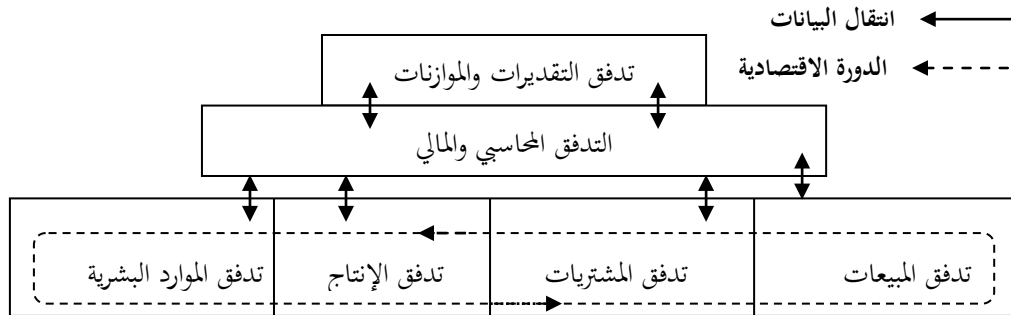 انتقال البيانات
الدورة الاقتصادية
تدفق التقديرات والموازنات
التدفق المحاسبي والمالي
تدفق المبيعات
تدفق المشتريات
تدفق الإنتاج
تدفق الموارد البشرية